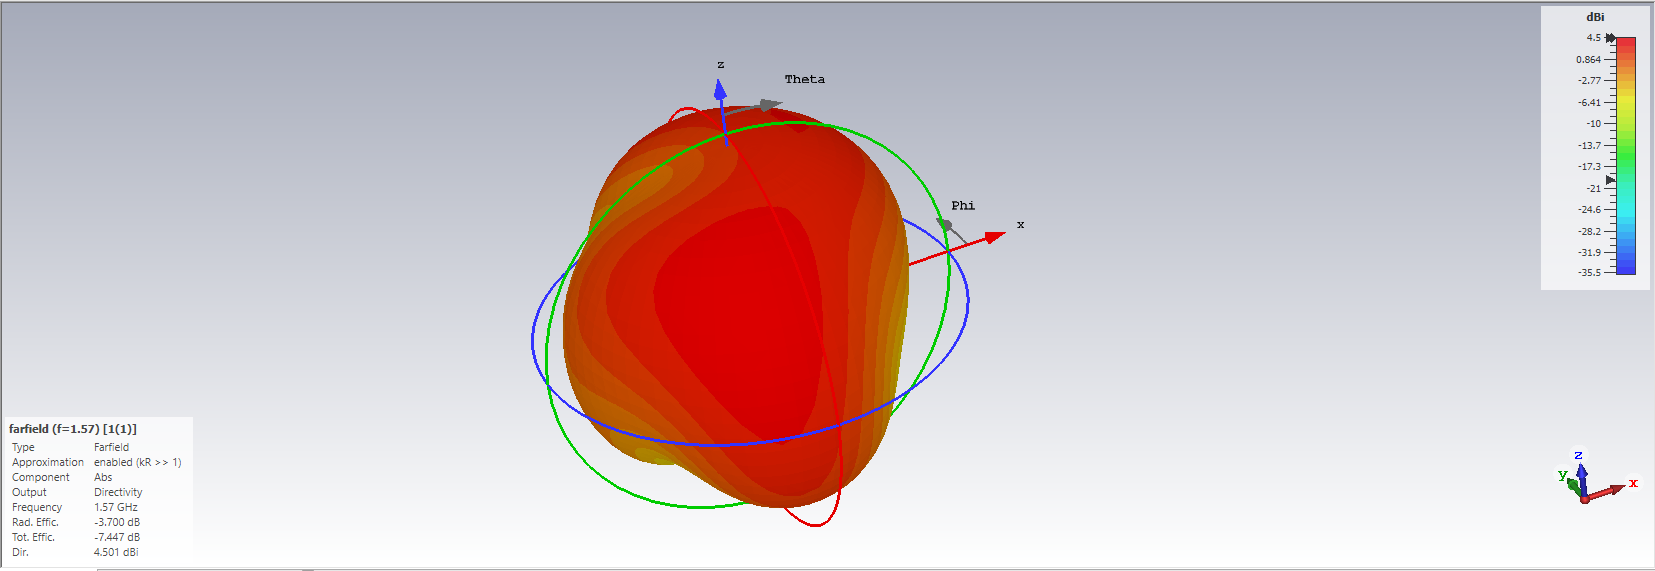 dBi
4.5
0.864
-2.77
-6.41
-10
-13.7
-17.3
-21
-24.6
-28.2
-31.9
-35.5
z
Theta
Phi
x
farfield (f=1.57) [1(1)]
Type Farfield
Approximation enabled (kR >> 1)
Component Abs
Output Directivity
Frequency 1.57 GHz
Rad. Effic. -3.700 dB
Tot. Effic. -7.447 dB
Dir. 4.501 dBi
z
y
x